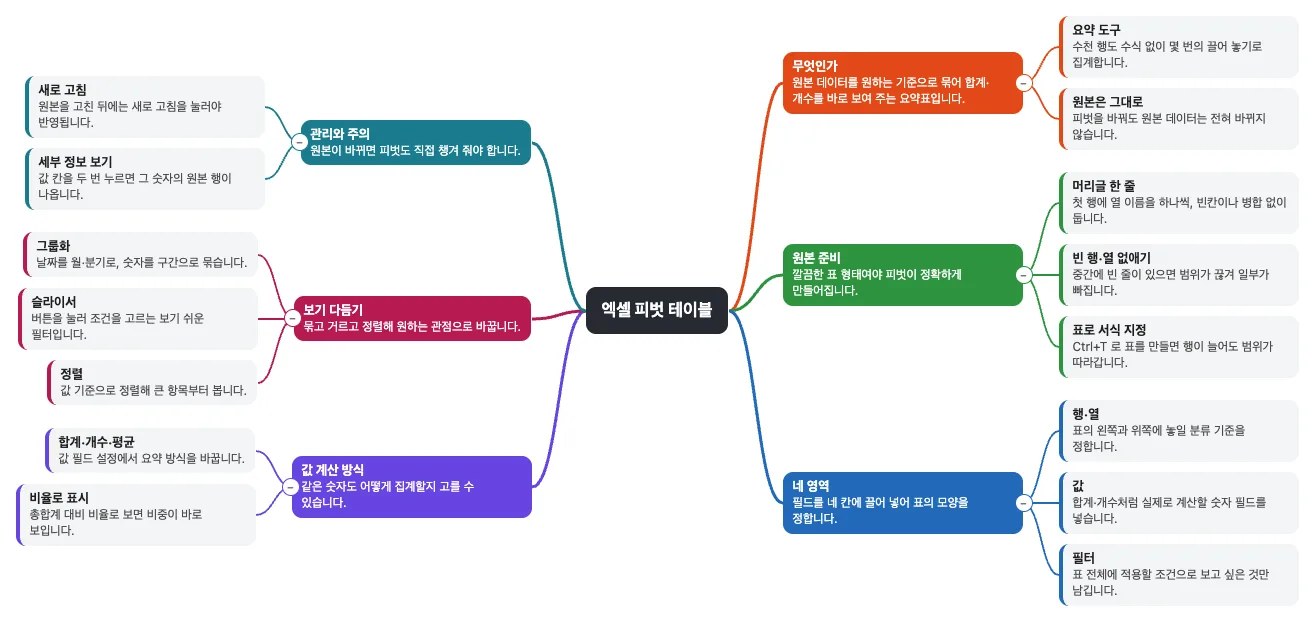 엑셀 피벗 테이블
무엇인가
원본 데이터를 원하는 기준으로 묶어 합계·
개수를 바로 보여 주는 요약표입니다.
요약 도구
수천 행도 수식 없이 몇 번의 끌어 놓기로
집계합니다.
원본은 그대로
피벗을 바꿔도 원본 데이터는 전혀 바뀌지
않습니다.
원본 준비
깔끔한 표 형태여야 피벗이 정확하게
만들어집니다.
머리글 한 줄
첫 행에 열 이름을 하나씩, 빈칸이나 병합 없이
둡니다.
빈 행·열 없애기
중간에 빈 줄이 있으면 범위가 끊겨 일부가
빠집니다.
표로 서식 지정
Ctrl+T 로 표를 만들면 행이 늘어도 범위가
따라갑니다.
네 영역
필드를 네 칸에 끌어 넣어 표의 모양을
정합니다.
행·열
표의 왼쪽과 위쪽에 놓일 분류 기준을
정합니다.
값
합계·개수처럼 실제로 계산할 숫자 필드를
넣습니다.
필터
표 전체에 적용할 조건으로 보고 싶은 것만
남깁니다.
관리와 주의
원본이 바뀌면 피벗도 직접 챙겨 줘야 합니다.
새로 고침
원본을 고친 뒤에는 새로 고침을 눌러야
반영됩니다.
세부 정보 보기
값 칸을 두 번 누르면 그 숫자의 원본 행이
나옵니다.
보기 다듬기
묶고 거르고 정렬해 원하는 관점으로 바꿉니다.
그룹화
날짜를 월·분기로, 숫자를 구간으로 묶습니다.
슬라이서
버튼을 눌러 조건을 고르는 보기 쉬운
필터입니다.
정렬
값 기준으로 정렬해 큰 항목부터 봅니다.
값 계산 방식
같은 숫자도 어떻게 집계할지 고를 수
있습니다.
합계·개수·평균
값 필드 설정에서 요약 방식을 바꿉니다.
비율로 표시
총합계 대비 비율로 보면 비중이 바로
보입니다.